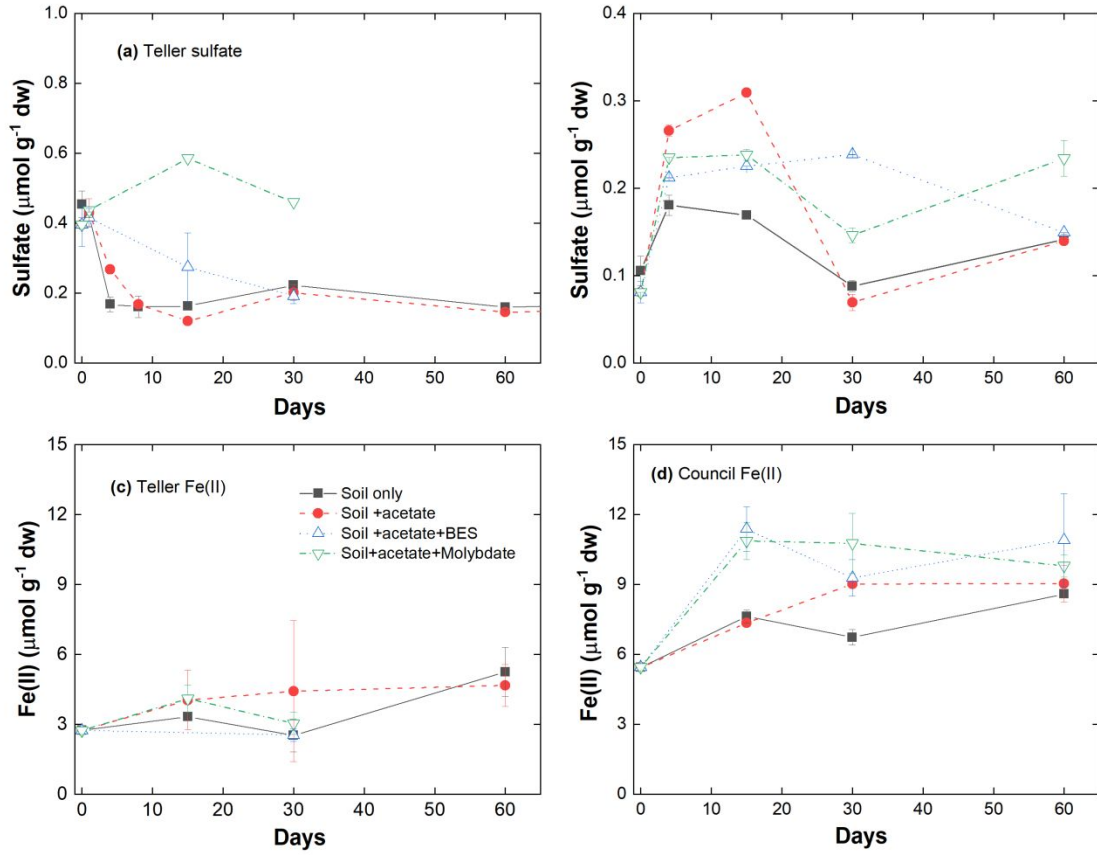 1.0
0.8
0.6
0.4
0.2
0.0
Sulfate (μmol g⁻¹ dw)
(a) Teller sulfate
0 10 20 30 40 50 60
Days
0.4
0.3
0.2
0.1
0.0
Sulfate (μmol g⁻¹ dw)
0 10 20 30 40 50 60
Days
15
12
9
6
3
0
Fe(II) (μmol g⁻¹ dw)
(c) Teller Fe(II)
Soil only
Soil +acetate
Soil +acetate+BES
Soil+acetate+Molybdate
0 10 20 30 40 50 60
Days
15
12
9
6
3
0
Fe(II) (μmol g⁻¹ dw)
(d) Council Fe(II)
0 10 20 30 40 50 60
Days